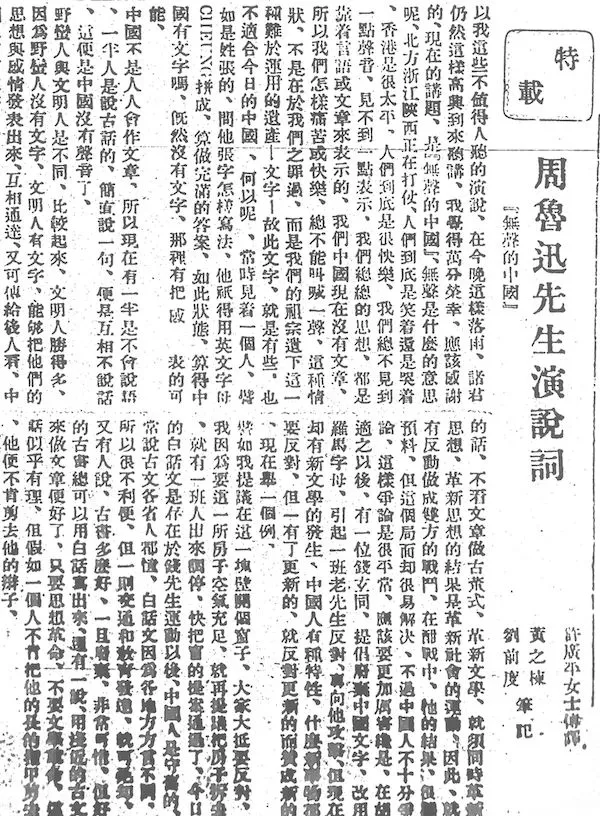 特載
周魯迅先生演說詞
『無聲的中國』
許廣平女士傳譯
黃之棟
劉前度 筆記
以我這些不值得人聽的演說、在今晚這樣落雨、諸君
仍然這樣高興到來聽講、我覺得萬分榮幸、應該感謝
的、現在的講題、是『無聲的中國』、無聲是什麼的意思
呢、北方浙江陝西正在打仗、人們到底是笑着還是哭着
、香港是很太平、人們到底是很快樂、我們總不見到
一點聲音、見不到一點表示、我們總總的思想、都是
靠着言語或文章來表示的、我們中國現在沒有文章、
所以我們怎樣痛苦或快樂、總不能叫喊一聲、這種情
狀、不是在於我們之罪過、而是我們的祖宗遺下這一
種難於運用的遺產—文字—故此文字、就是有些、也
不適合今日的中國、何以呢、當時見着一個人、譬
如是姓張的、問他張字怎樣寫法、他祇得用英文字母
CHEUNG拼成、算做完滿的答案、如此狀態、算得中
國有文字嗎、旣然沒有文字、那裡有把 感 表的可
能、
中國不是人人會作文章、所以現在有一半是不會說話
、一半人是說古話的、簡直說一句、便是互相不說話
、這便是中國沒有聲音了、
野蠻人與文明人是不同、比較起來、文明人勝得多、
因爲野蠻人沒有文字、文明人有文字、能够把他們的
思想與感情發表出來、互相通達、又可傳給後人看、中
的話、不看文章做古董式、革新文學、就須同時革新
思想、革新思想的結果是革新社會的運動、因此、就
有反動做成雙方的戰鬥、在酣戰中、他的結果、很難
預料、但這個局面却很易解決、不過中國人不十分
論、這樣爭論是很平常、應該要更加厲害纔是、在胡
適之以後、有一位錢玄同、提倡廢棄中國文字、改用
羅馬字母、引起一班老先生反對、專向他攻擊、但現在
却有新文學的發生、中國人有種特性、什麼新事物都
要反對、但一有了更新的、就反對更新的而贊成新的
、現在舉一個例、
譬如我提議在這一塊壁開個窗子、大家大抵要反對、
我因爲要這一所房子空氣充足、就再提議把房子拆去
、就有一班人出來調停、快把窗的提案通過了、今日
的白話文是存在於錢先生運動以後、中國人是守舊的、
常說古文各省人都懂、白話文因爲各地方方言不同、
所以很不利便、但一則交通和敎育發達、就可免却、
又有人說、古書多麼好、一旦廢棄、非常可惜、但好
的古書總可以用白話寫出來、還有一說、用淺近的古文
來做文章便好了、只要思想革命、不要文學革命、這
話似乎有理、但假如一個人不肯把他的長的指甲剪去
、他便不肯剪去他的辮子、